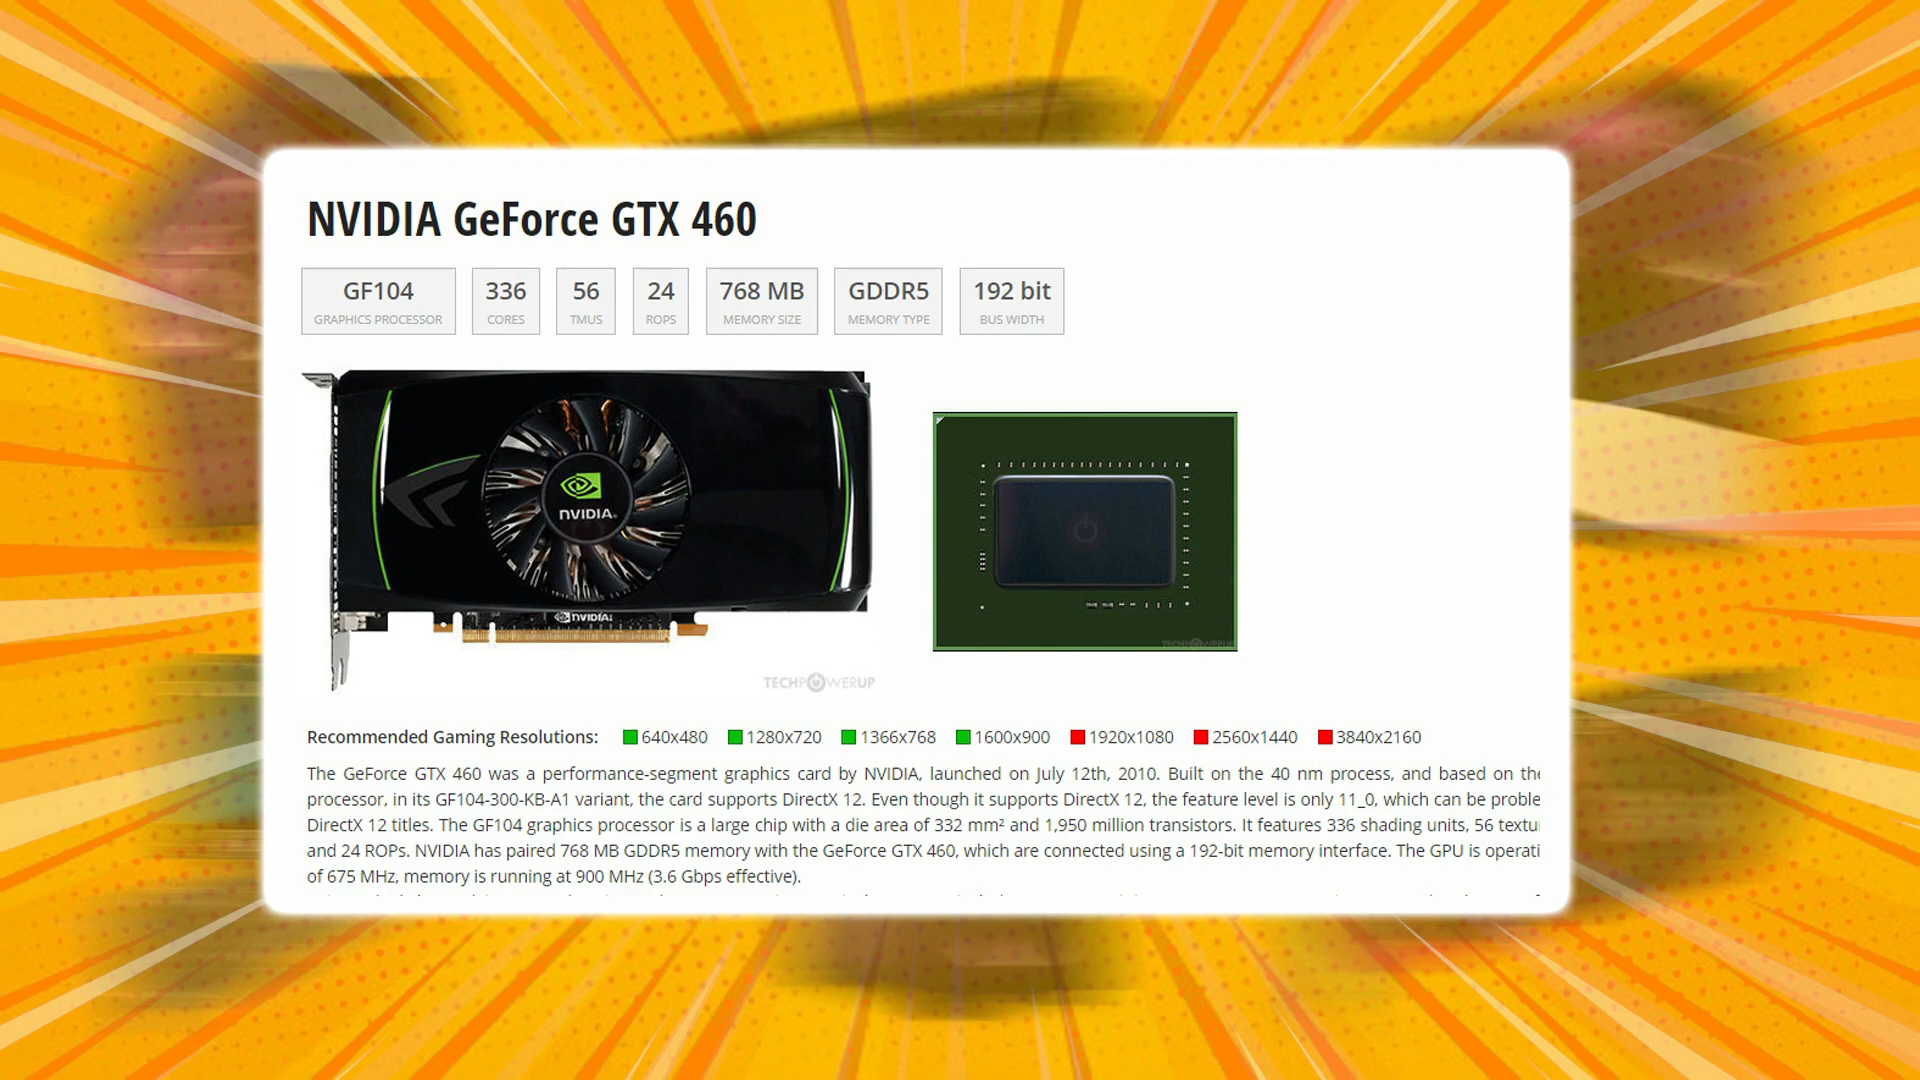 NVIDIA GeForce GTX 460
GF104 336 56 24 768 MB GDDR5 192 bit
GRAPHICS PROCESSOR CORES TMUS ROPS MEMORY SIZE MEMORY TYPE BUS WIDTH
NVIDIA
NVIDIA
TECHPOWERUP
TECHPOWERUP
Recommended Gaming Resolutions: 640x480 1280x720 1366x768 1600x900 1920x1080 2560x1440 3840x2160
The GeForce GTX 460 was a performance-segment graphics card by NVIDIA, launched on July 12th, 2010. Built on the 40 nm process, and based on the
processor, in its GF104-300-KB-A1 variant, the card supports DirectX 12. Even though it supports DirectX 12, the feature level is only 11_0, which can be proble
DirectX 12 titles. The GF104 graphics processor is a large chip with a die area of 332 mm² and 1,950 million transistors. It features 336 shading units, 56 textu
and 24 ROPs. NVIDIA has paired 768 MB GDDR5 memory with the GeForce GTX 460, which are connected using a 192-bit memory interface. The GPU is operati
of 675 MHz, memory is running at 900 MHz (3.6 Gbps effective).